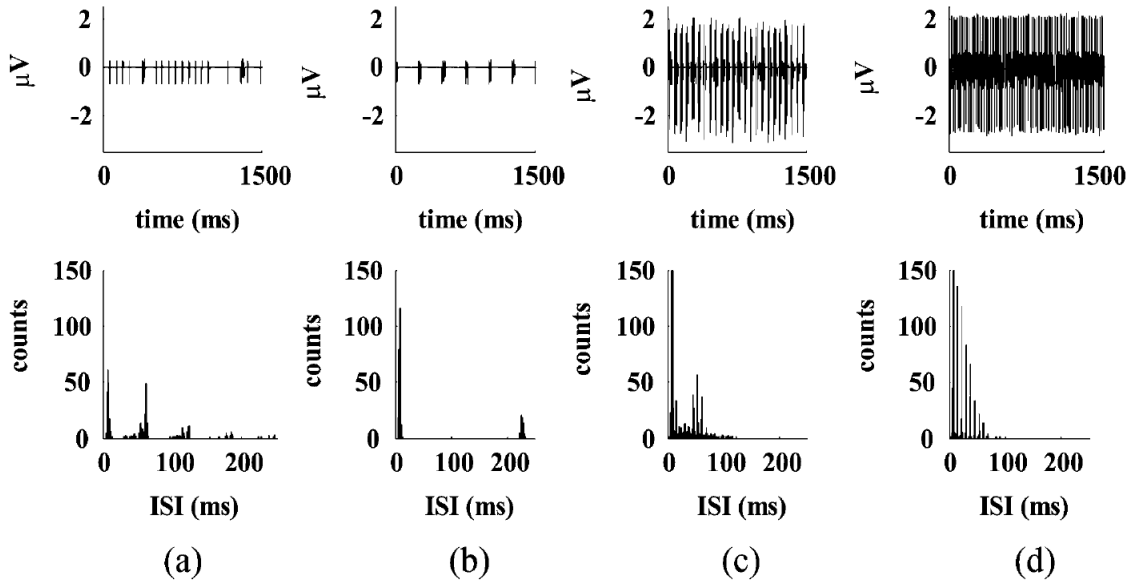 2 2 2 2
μV 0 μV 0 μV 0 μV 0
-2 -2 -2 -2
0 1500 0 1500 0 1500 0 1500
time (ms) time (ms) time (ms) time (ms)
150 150 150 150
100 100 100 100
counts counts counts counts
50 50 50 50
0 0 0 0
0 100 200 0 100 200 0 100 200 0 100 200
ISI (ms) ISI (ms) ISI (ms) ISI (ms)
(a) (b) (c) (d)